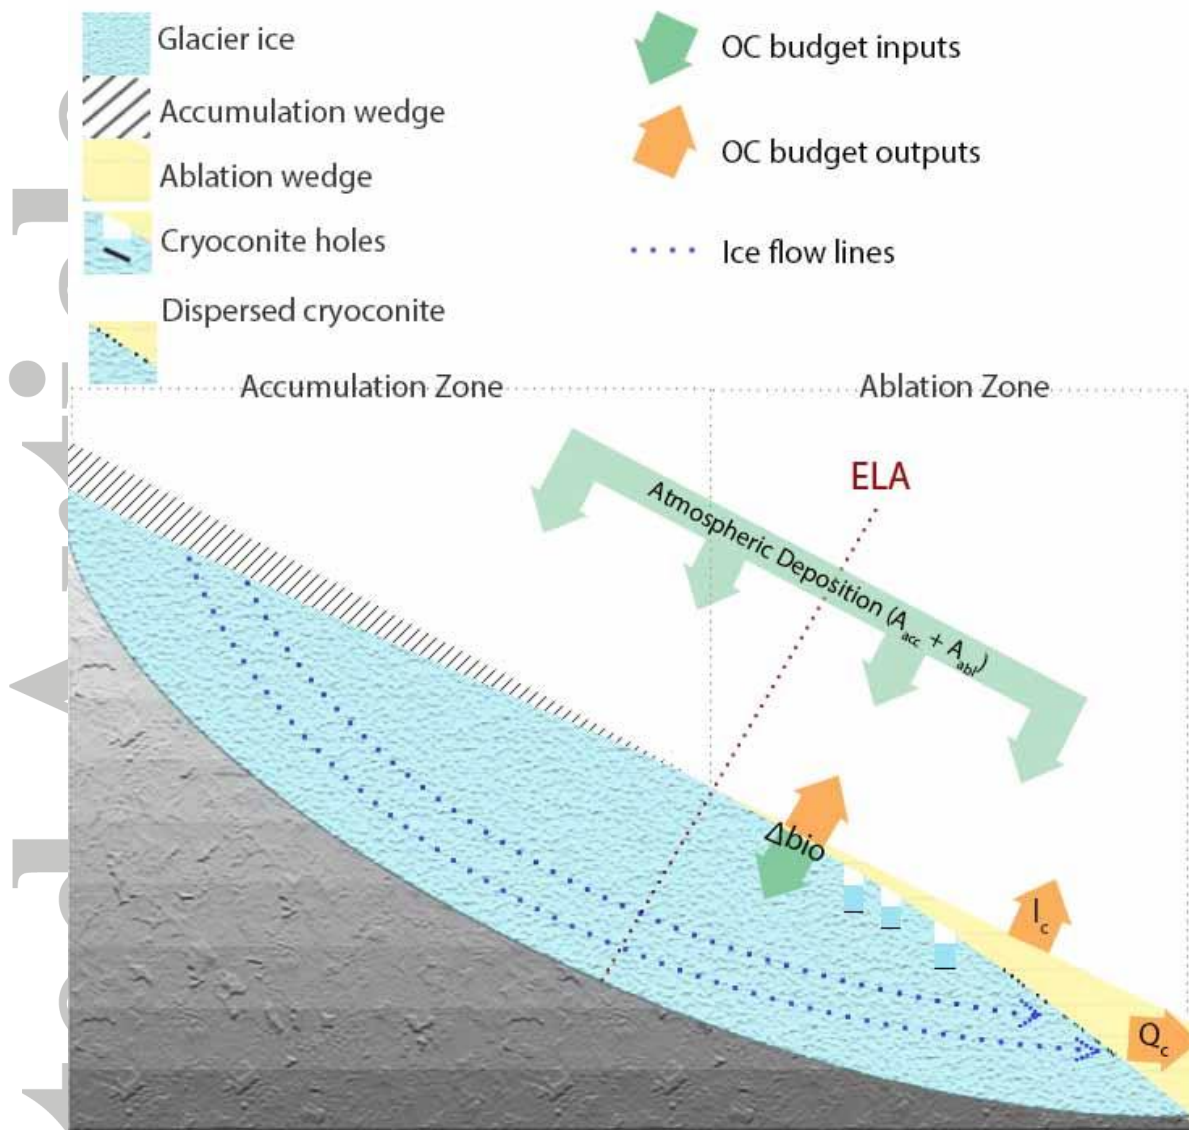 Glacier ice
Accumulation wedge
Ablation wedge
Cryoconite holes
Dispersed cryoconite
OC budget inputs
OC budget outputs
Ice flow lines
Accumulation Zone
Ablation Zone
ELA
Atmospheric Deposition (Aacc + Aabl)
Δbio
Ic
Qc